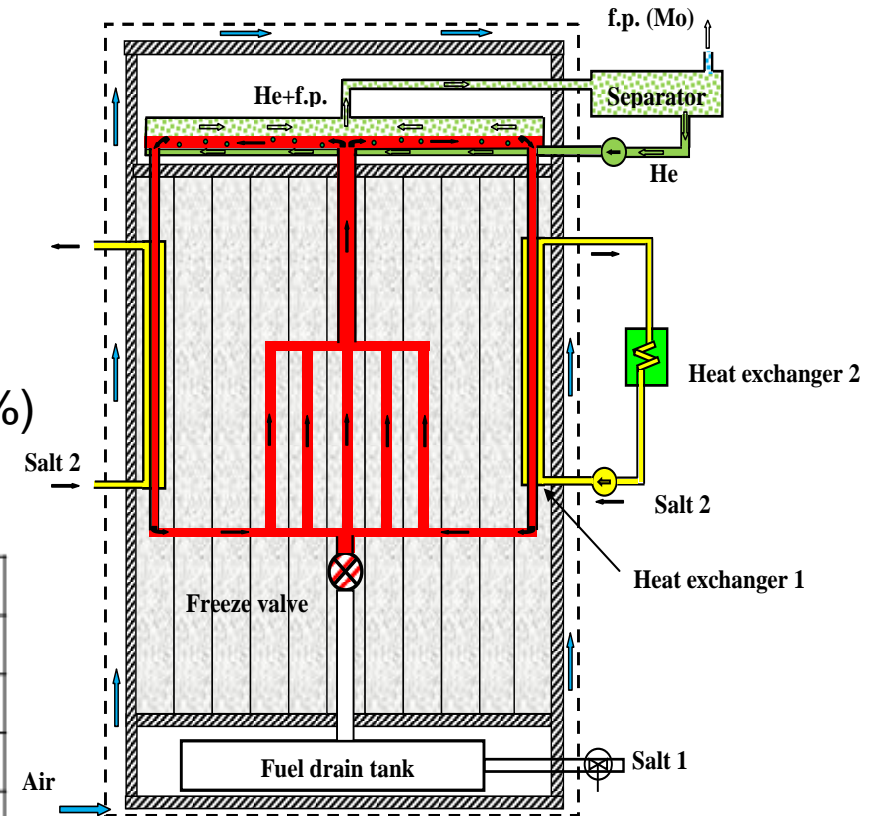 f.p. (Mo)
He+f.p.
Separator
He
%)
Heat exchanger 2
Salt 2
Salt 2
Heat exchanger 1
Freeze valve
Fuel drain tank
Salt 1
Air